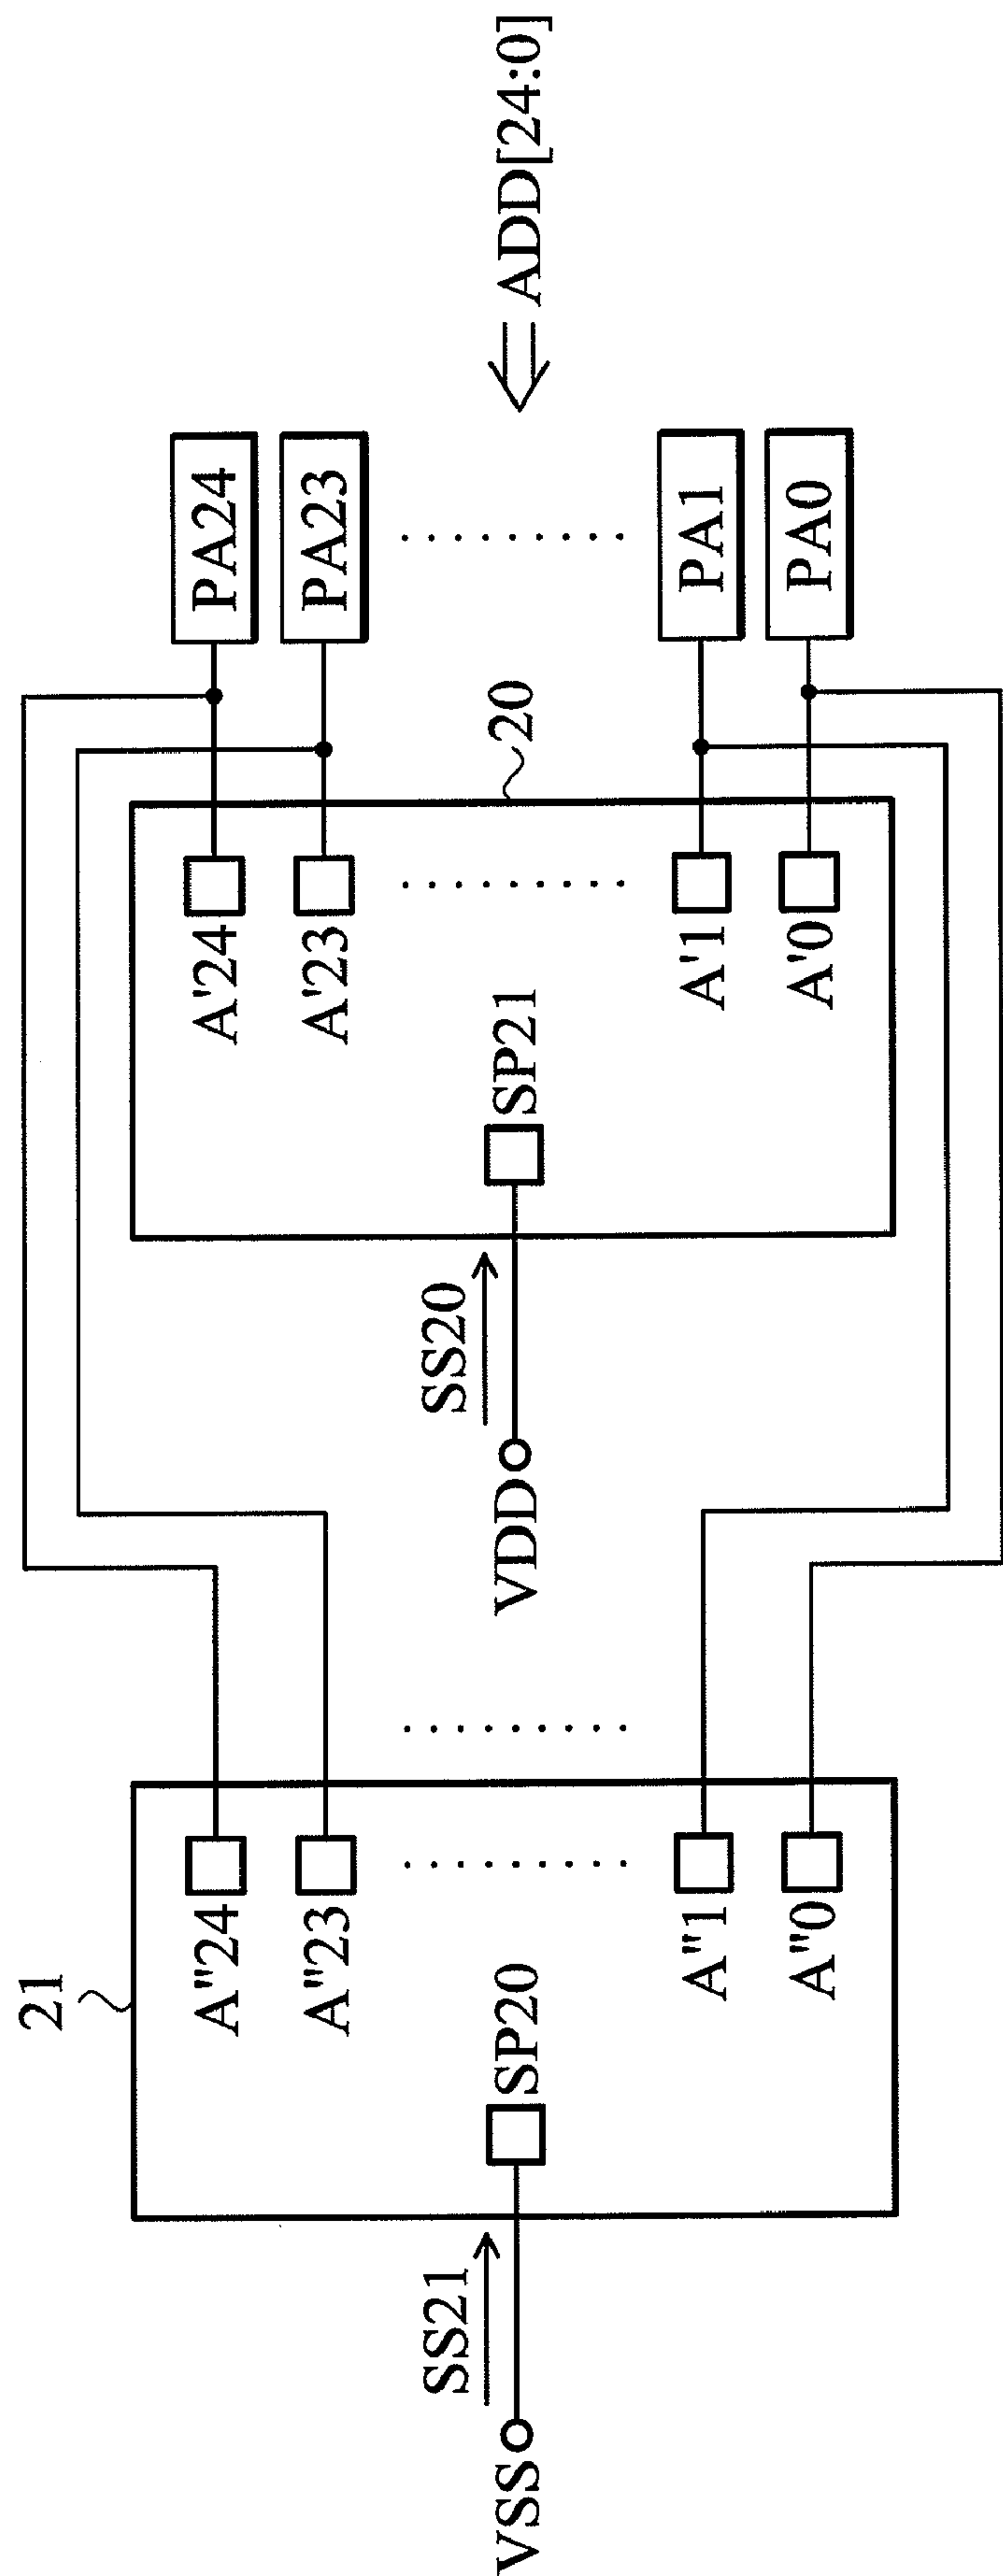 21
A"24
A"23
A"1
A"0
SP20
SS21
VSS
20
A'24
A'23
A'1
A'0
SP21
SS20
VDD
PA24
PA23
PA1
PA0
ADD[24:0]